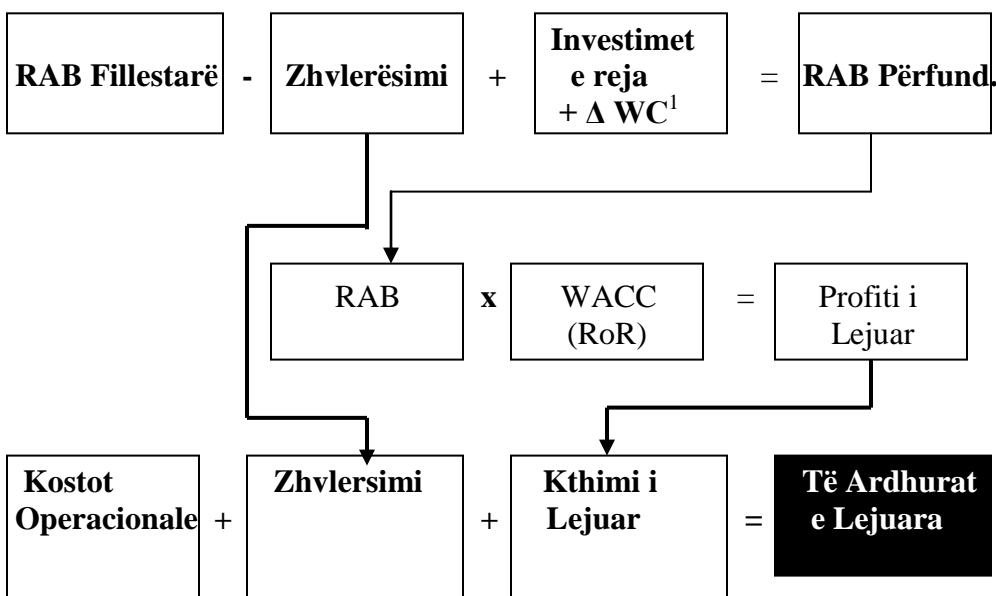 RAB Fillestarë - Zhvlerësimi + Investimet e reja + Δ WC¹ = RAB Përfund.
RAB x WACC (RoR) = Profiti i Lejuar
Kostot Operacionale + Zhvlersimi + Kthimi i Lejuar = Të Ardhurat e Lejuara